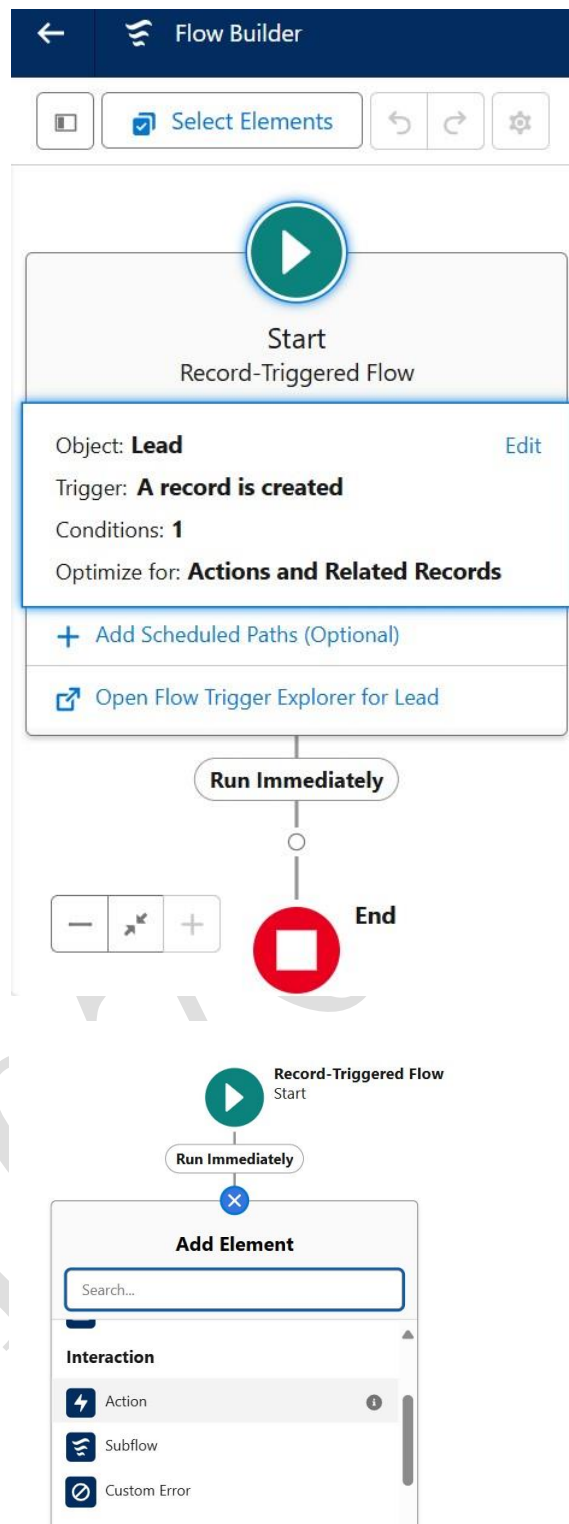 Flow Builder
Select Elements
Start
Record-Triggered Flow
Object: Lead Edit
Trigger: A record is created
Conditions: 1
Optimize for: Actions and Related Records
Add Scheduled Paths (Optional)
Open Flow Trigger Explorer for Lead
Run Immediately
End
Record-Triggered Flow
Start
Run Immediately
Add Element
Search...
Interaction
Action
Subflow
Custom Error